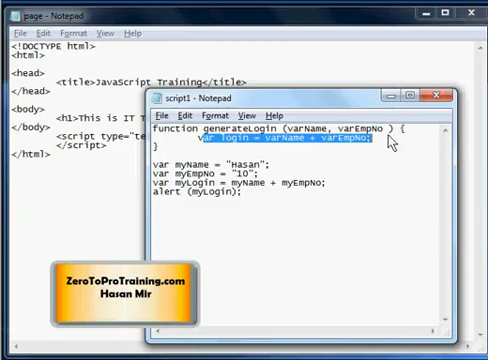 page - Notepad
File Edit Format View Help
<!DOCTYPE html>
<html>
<head>
<title>JavaScript Training</title>
</head>
<body>
<h1>This is IT T
</body>
<script type="te
</script>
</html>
script1 - Notepad
File Edit Format View Help
function generateLogin (varName, varEmpNo ) {
var login = varName + varEmpNo;
}
var myName = "Hasan";
var myEmpNo = "10";
var myLogin = myName + myEmpNo;
alert (myLogin);
ZeroToProTraining.com
Hasan Mir